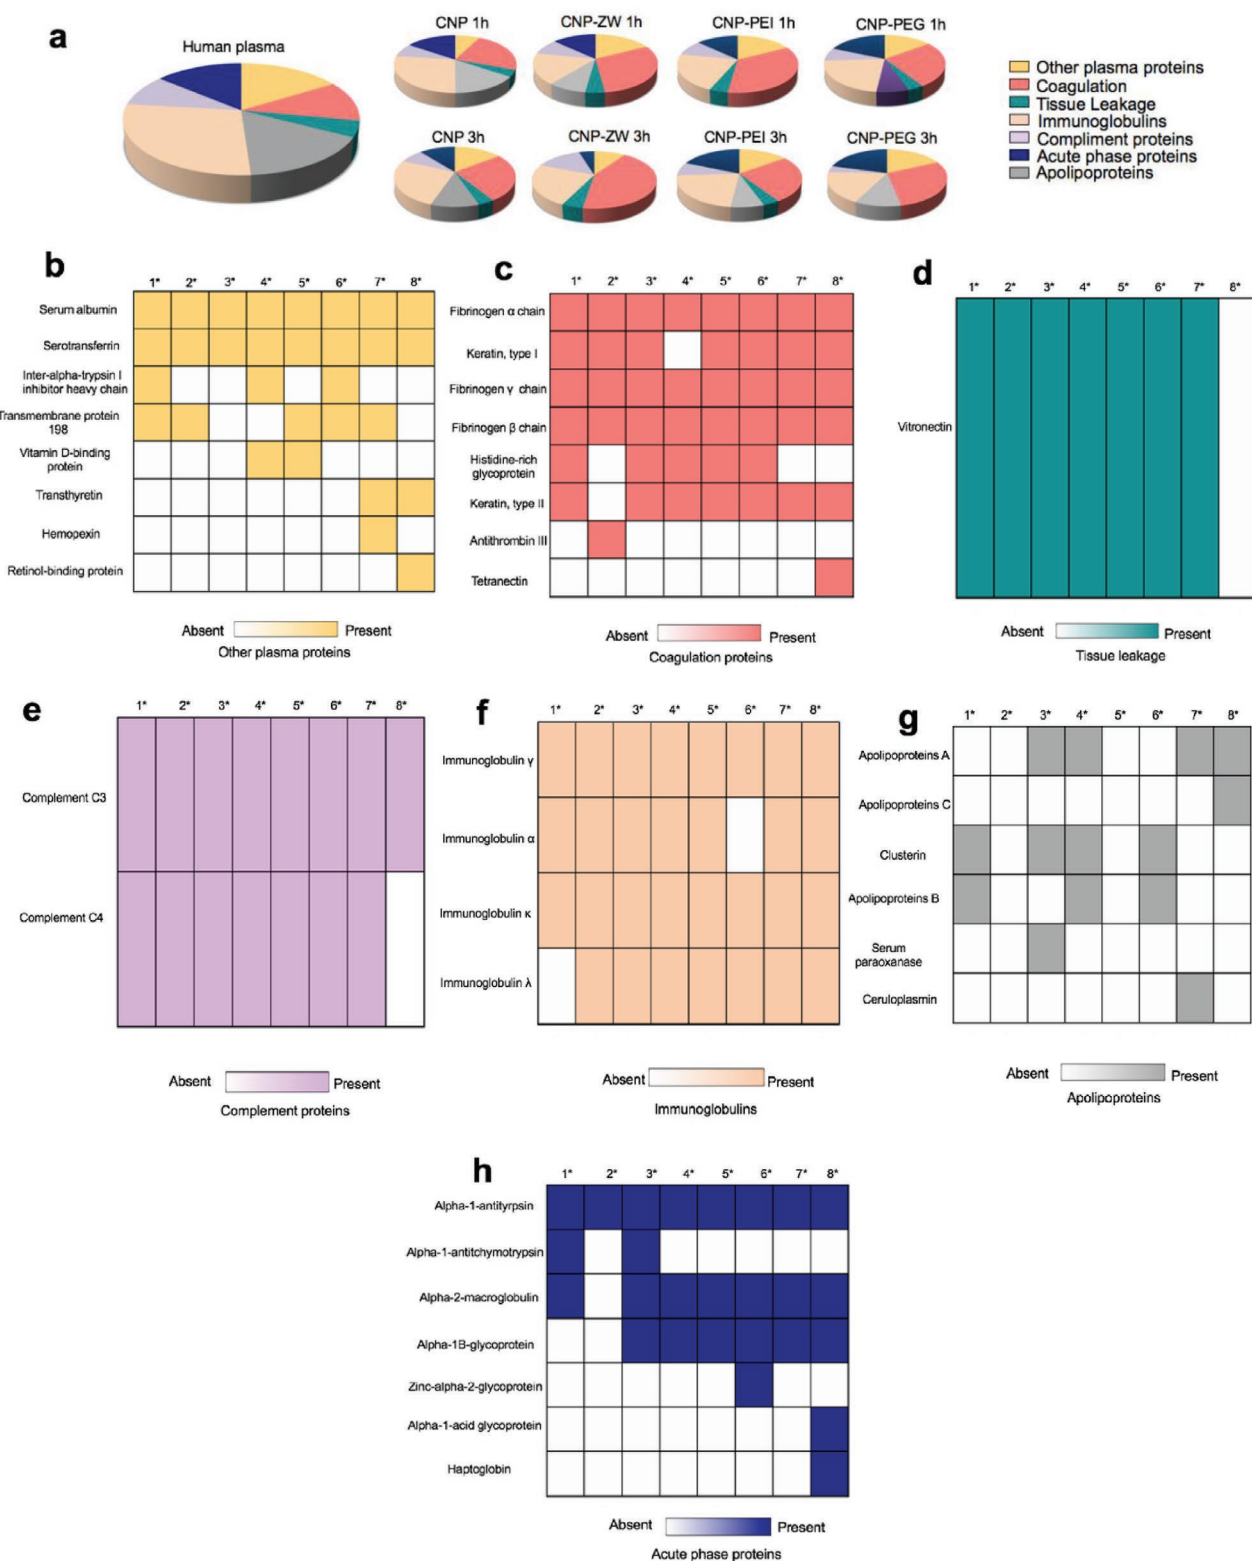 a
Human plasma
CNP 1h
CNP-ZW 1h
CNP-PEI 1h
CNP-PEG 1h
CNP 3h
CNP-ZW 3h
CNP-PEI 3h
CNP-PEG 3h
Other plasma proteins
Coagulation
Tissue Leakage
Immunoglobulins
Compliment proteins
Acute phase proteins
Apolipoproteins
b
1* 2* 3* 4* 5* 6* 7* 8*
Serum albumin
Serotransferrin
Inter-alpha-trypsin I
inhibitor heavy chain
Transmembrane protein
198
Vitamin D-binding
protein
Transthyretin
Hemopexin
Retinol-binding protein
Absent Present
Other plasma proteins
c
1* 2* 3* 4* 5* 6* 7* 8*
Fibrinogen α chain
Keratin, type I
Fibrinogen γ chain
Fibrinogen β chain
Histidine-rich
glycoprotein
Keratin, type II
Antithrombin III
Tetranectin
Absent Present
Coagulation proteins
d
1* 2* 3* 4* 5* 6* 7* 8*
Vitronectin
Absent Present
Tissue leakage
e
1* 2* 3* 4* 5* 6* 7* 8*
Complement C3
Complement C4
Absent Present
Complement proteins
f
1* 2* 3* 4* 5* 6* 7* 8*
Immunoglobulin γ
Immunoglobulin α
Immunoglobulin κ
Immunoglobulin λ
Absent Present
Immunoglobulins
g
1* 2* 3* 4* 5* 6* 7* 8*
Apolipoproteins A
Apolipoproteins C
Clusterin
Apolipoproteins B
Serum
paraoxanase
Ceruloplasmin
Absent Present
Apolipoproteins
h
1* 2* 3* 4* 5* 6* 7* 8*
Alpha-1-antityrpsin
Alpha-1-antitchymotrypsin
Alpha-2-macroglobulin
Alpha-1B-glycoprotein
Zinc-alpha-2-glycoprotein
Alpha-1-acid glycoprotein
Haptoglobin
Absent Present
Acute phase proteins